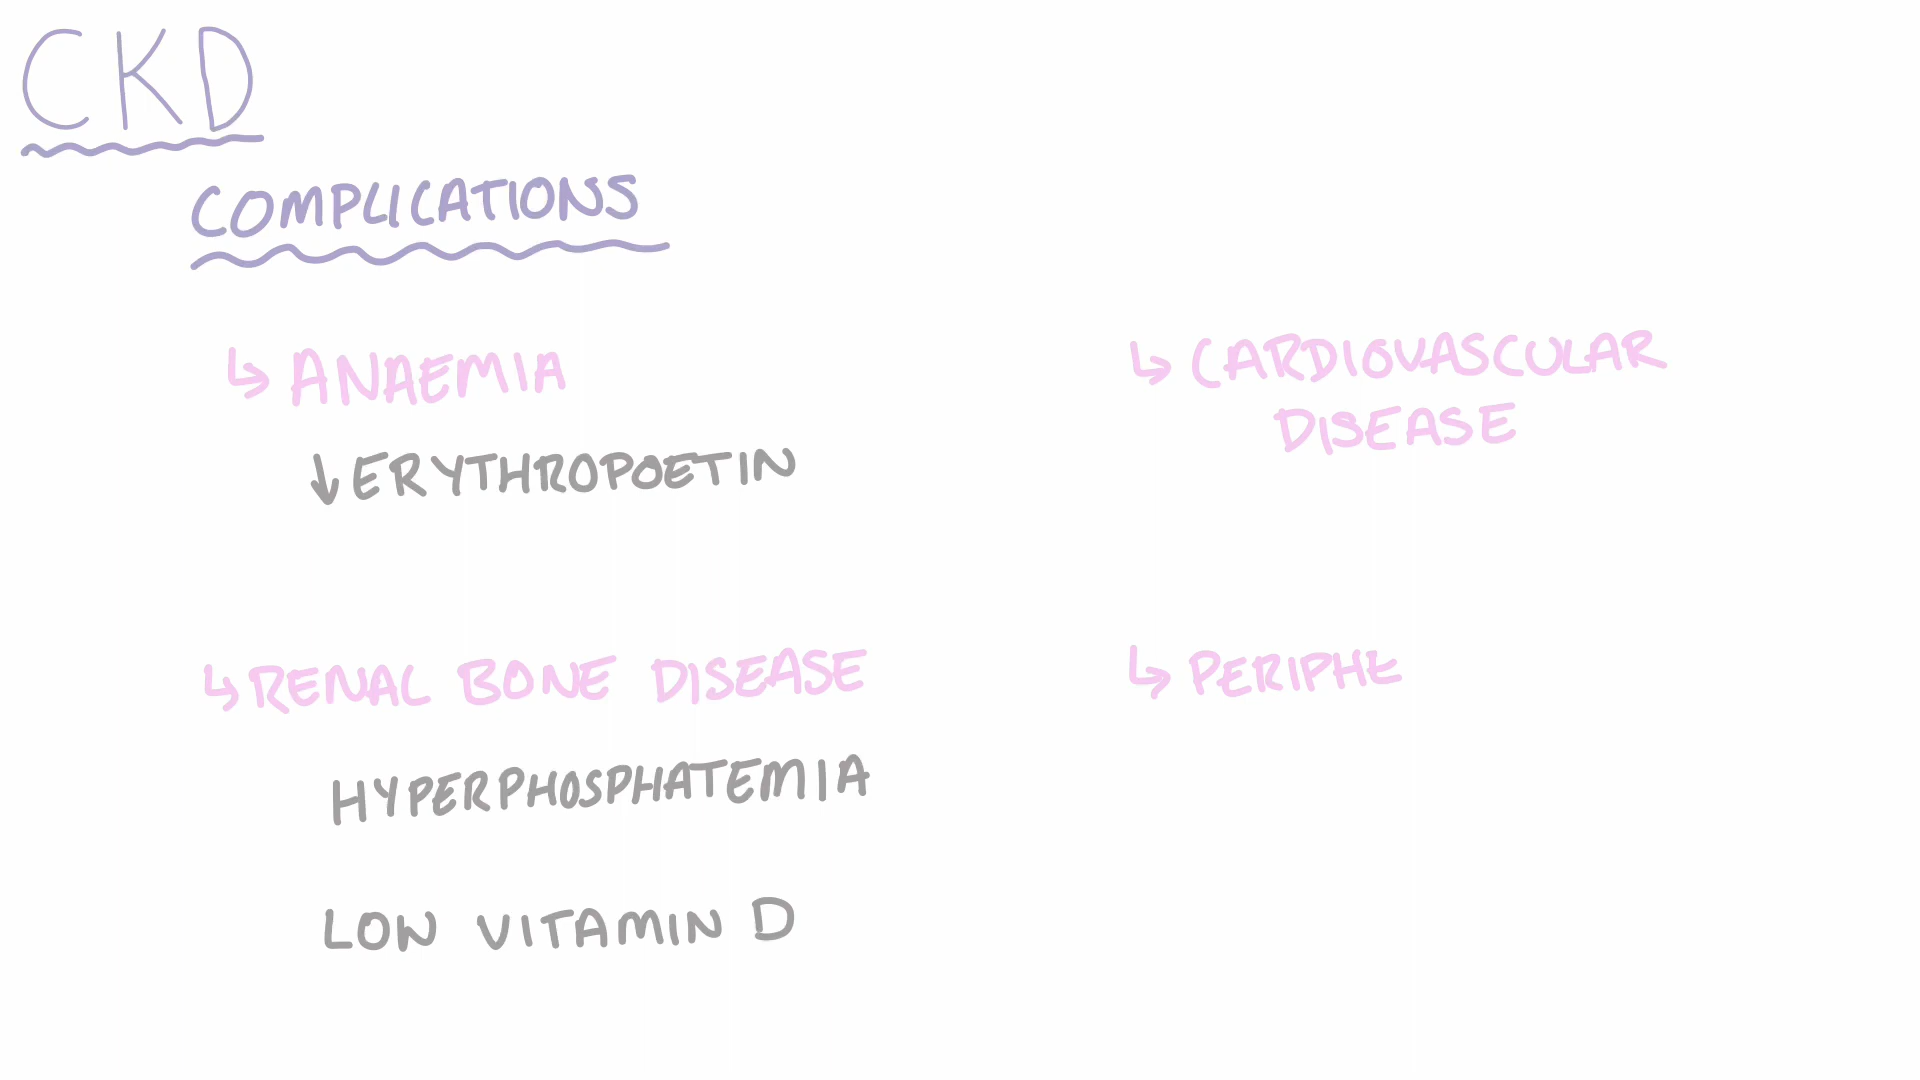 CKD
COMPLICATIONS
↳ ANAEMIA
↓ ERYTHROPOETIN
↳ RENAL BONE DISEASE
HYPERPHOSPHATEMIA
LOW VITAMIN D
↳ CARDIOVASCULAR
DISEASE
↳ PERIPHE